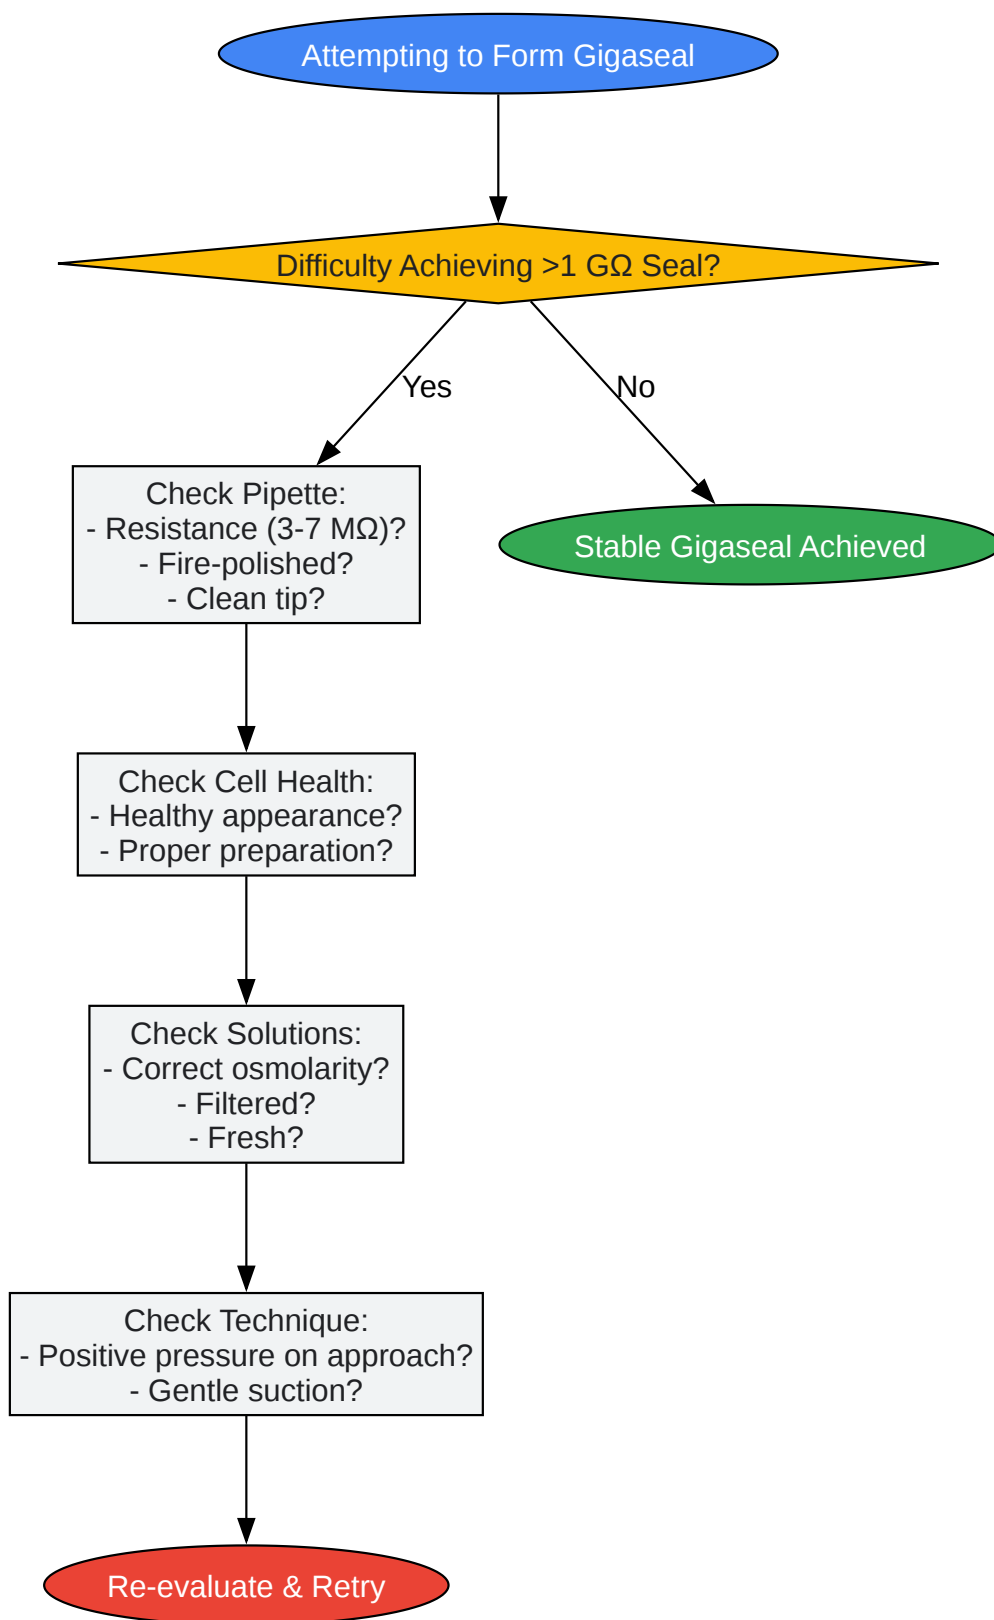 Attempting to Form Gigaseal
Difficulty Achieving >1 GΩ Seal?
Yes
No
Check Pipette:
- Resistance (3-7 MΩ)?
- Fire-polished?
- Clean tip?
Stable Gigaseal Achieved
Check Cell Health:
- Healthy appearance?
- Proper preparation?
Check Solutions:
- Correct osmolarity?
- Filtered?
- Fresh?
Check Technique:
- Positive pressure on approach?
- Gentle suction?
Re-evaluate & Retry